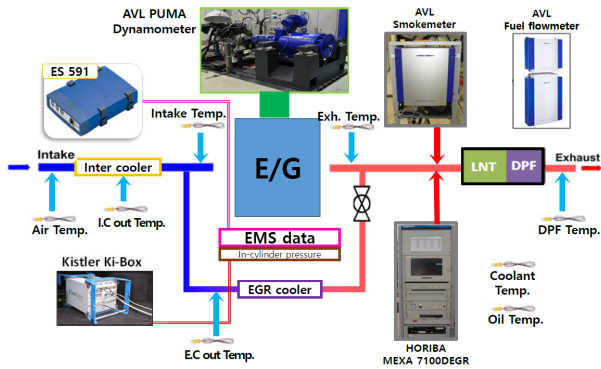 AVL PUMA
Dynamometer
AVL
Smokemeter
AVL
Fuel flowmeter
ES 591
Intake Temp.
Exh. Temp.
E/G
Intake
Inter cooler
LNT
DPF
Exhaust
Air Temp.
I.C out Temp.
DPF Temp.
EMS data
In-cylinder pressure
Kistler Ki-Box
EGR cooler
Coolant
Temp.
Oil Temp.
E.C out Temp.
HORIBA
MEXA 7100DEGR